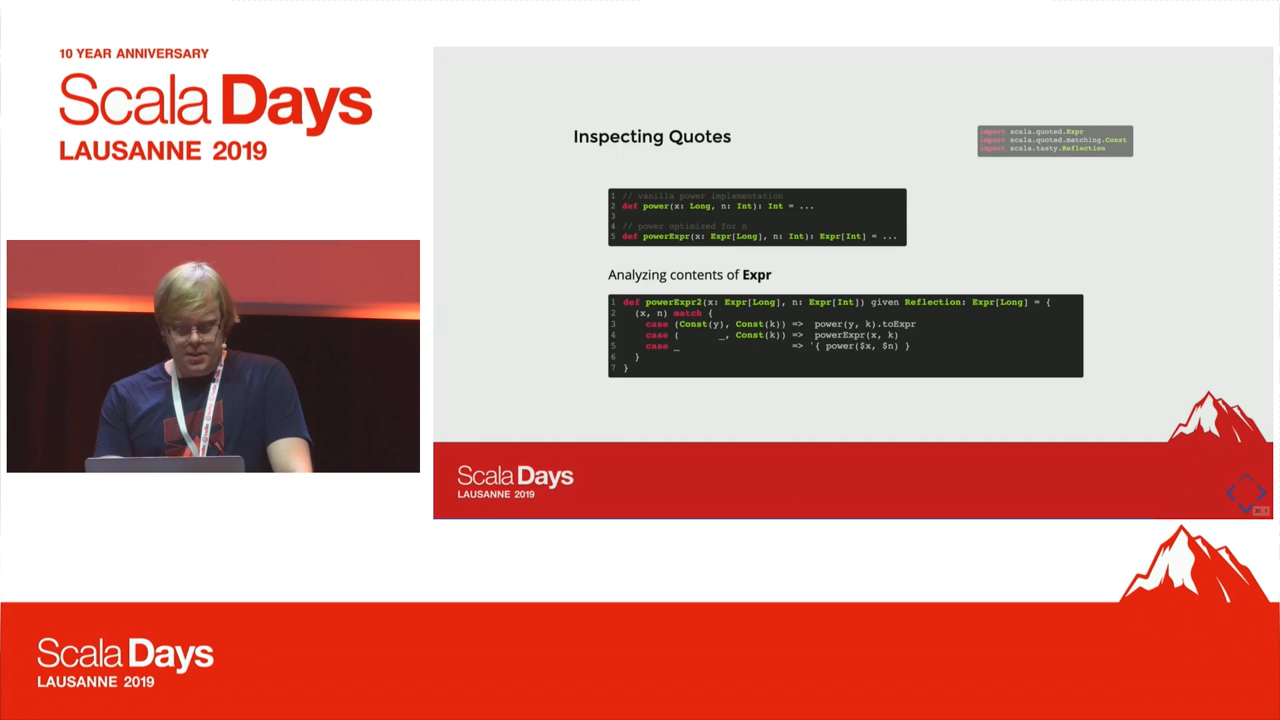 10 YEAR ANNIVERSARY
Scala Days
LAUSANNE 2019
Inspecting Quotes
import scala.quoted.Expr
import scala.quoted.matching.Const
import scala.tasty.Reflection
1 // vanilla power implementation
2 def power(x: Long, n: Int): Int = ...
3
4 // power optimized for n
5 def powerExpr(x: Expr[Long], n: Int): Expr[Int] = ...
Analyzing contents of Expr
1 def powerExpr2(x: Expr[Long], n: Expr[Int]) given Reflection: Expr[Long] = {
2 (x, n) match {
3 case (Const(y), Const(k)) => power(y, k).toExpr
4 case ( _, Const(k)) => powerExpr(x, k)
5 case _ => '{ power($x, $n) }
6 }
7 }
Scala Days
LAUSANNE 2019
Scala Days
LAUSANNE 2019